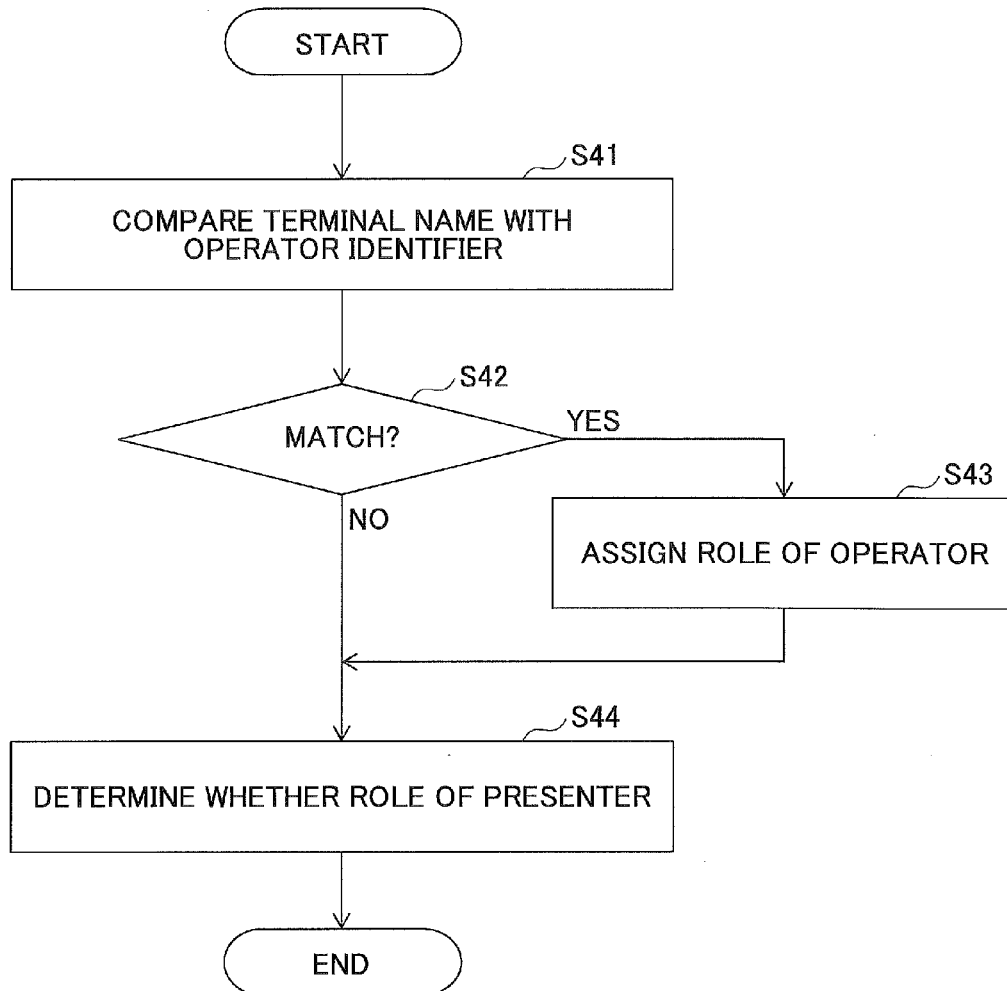 START
S41
COMPARE TERMINAL NAME WITH
OPERATOR IDENTIFIER
S42
MATCH?
YES
NO
S43
ASSIGN ROLE OF OPERATOR
S44
DETERMINE WHETHER ROLE OF PRESENTER
END